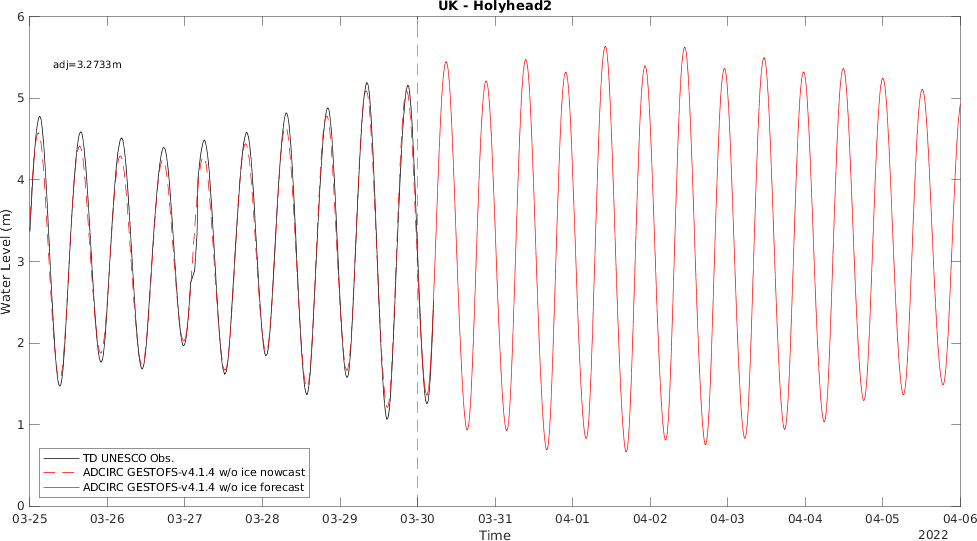 UK - Holyhead2
adj=3.2733m
Water Level (m)
6
5
4
3
2
1
0
TD UNESCO Obs.
ADCIRC GESTOFS-v4.1.4 w/o ice nowcast
ADCIRC GESTOFS-v4.1.4 w/o ice forecast
03-25 03-26 03-27 03-28 03-29 03-30 03-31 04-01 04-02 04-03 04-04 04-05 04-06
Time
2022